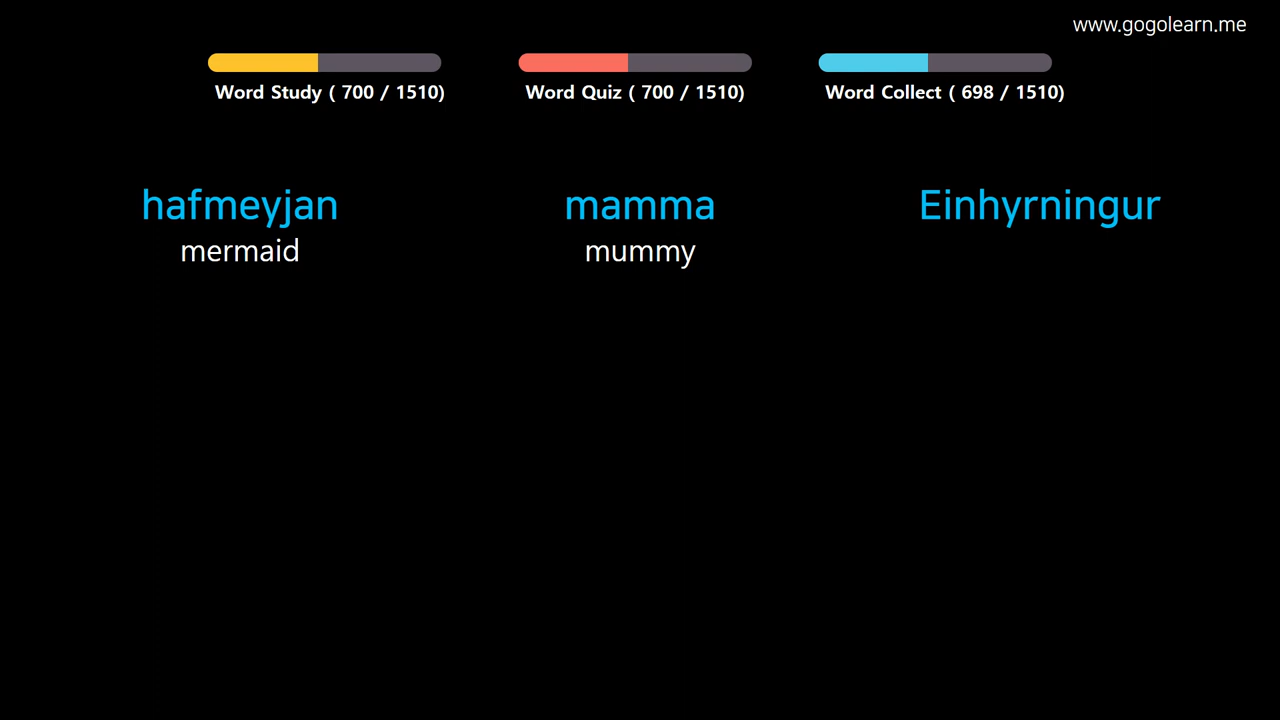 www.gogolearn.me
Word Study ( 700 / 1510)
Word Quiz ( 700 / 1510)
Word Collect ( 698 / 1510)
hafmeyjan
mermaid
mamma
mummy
Einhyrningur